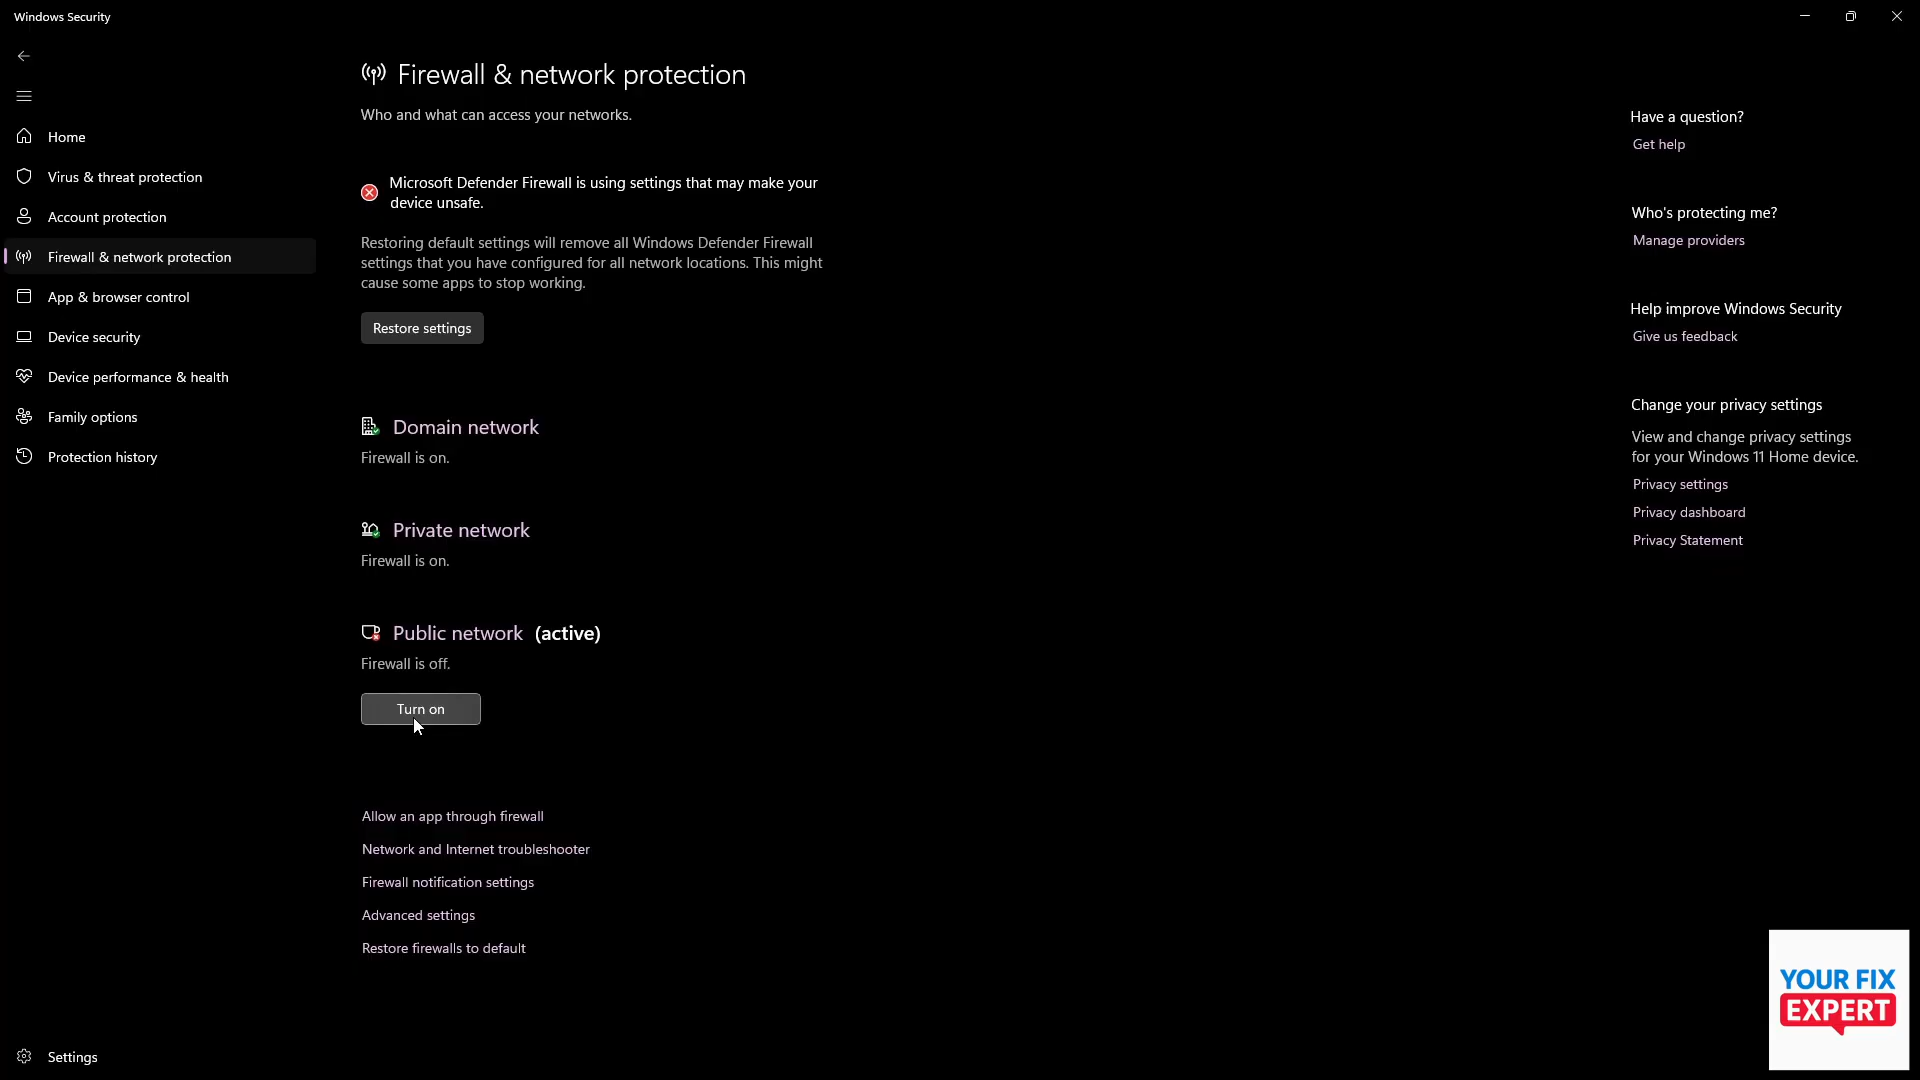 Windows Security
Home
Virus & threat protection
Account protection
Firewall & network protection
App & browser control
Device security
Device performance & health
Family options
Protection history
Settings
Firewall & network protection
Who and what can access your networks.
Microsoft Defender Firewall is using settings that may make your
device unsafe.
Restoring default settings will remove all Windows Defender Firewall
settings that you have configured for all network locations. This might
cause some apps to stop working.
Restore settings
Domain network
Firewall is on.
Private network
Firewall is on.
Public network (active)
Firewall is off.
Turn on
Allow an app through firewall
Network and Internet troubleshooter
Firewall notification settings
Advanced settings
Restore firewalls to default
Have a question?
Get help
Who's protecting me?
Manage providers
Help improve Windows Security
Give us feedback
Change your privacy settings
View and change privacy settings
for your Windows 11 Home device.
Privacy settings
Privacy dashboard
Privacy Statement
YOUR FIX
EXPERT